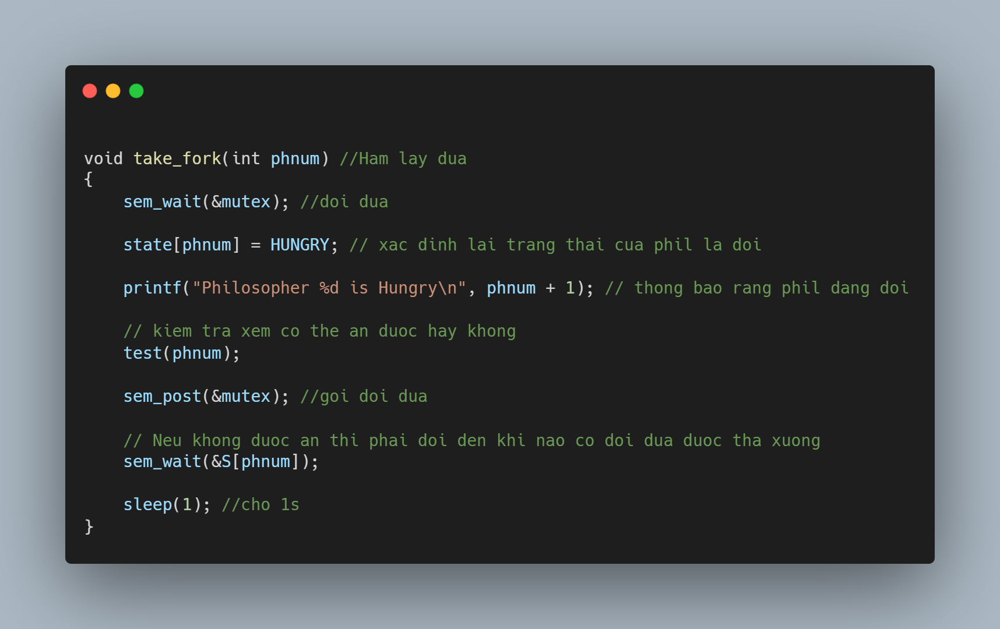 void take_fork(int phnum) //Ham lay dua
{
    sem_wait(&mutex); //doi dua
    state[phnum] = HUNGRY; // xac dinh lai trang thai cua phil la doi
    printf("Philosopher %d is Hungry\n", phnum + 1); // thong bao rang phil dang doi
    // kiem tra xem co the an duoc hay khong
    test(phnum);
    sem_post(&mutex); //goi doi dua
    // Neu khong duoc an thi phai doi den khi nao co doi dua duoc tha xuong
    sem_wait(&S[phnum]);
    sleep(1); //cho 1s
}